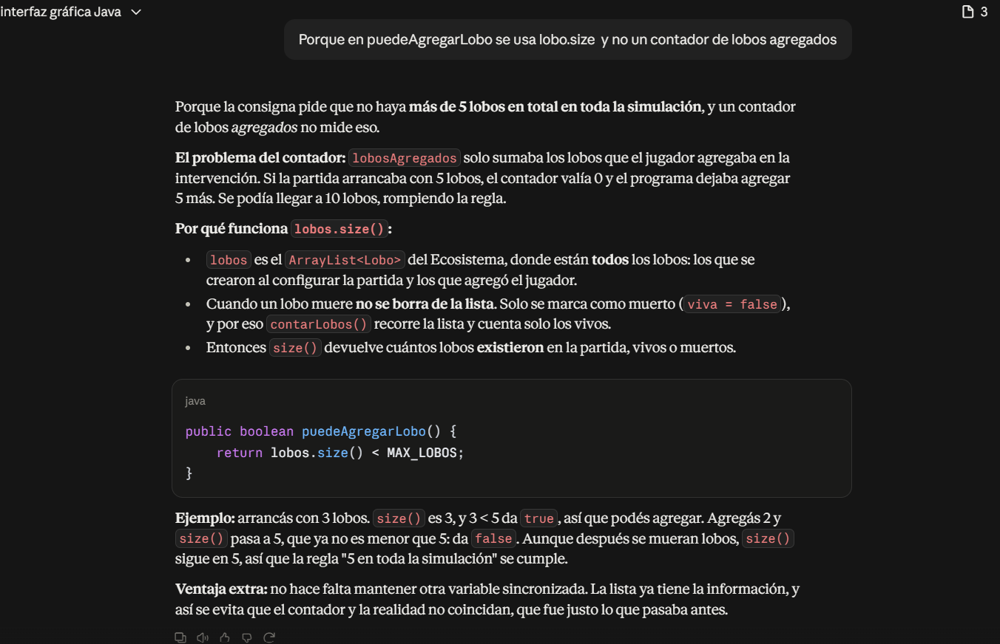 interfaz gráfica Java
3
Porque en puedeAgregarLobo se usa lobo.size  y no un contador de lobos agregados
Porque la consigna pide que no haya más de 5 lobos en total en toda la simulación, y un contador
de lobos agregados no mide eso.
El problema del contador: lobosAgregados solo sumaba los lobos que el jugador agregaba en la
intervención. Si la partida arrancaba con 5 lobos, el contador valía 0 y el programa dejaba agregar
5 más. Se podía llegar a 10 lobos, rompiendo la regla.
Por qué funciona lobos.size():
• lobos es el ArrayList<Lobo> del Ecosistema, donde están todos los lobos: los que se
crearon al configurar la partida y los que agregó el jugador.
• Cuando un lobo muere no se borra de la lista. Solo se marca como muerto (viva = false),
y por eso contarLobos() recorre la lista y cuenta solo los vivos.
• Entonces size() devuelve cuántos lobos existieron en la partida, vivos o muertos.
java
public boolean puedeAgregarLobo() {
    return lobos.size() < MAX_LOBOS;
}
Ejemplo: arrancás con 3 lobos. size() es 3, y 3 < 5 da true, así que podés agregar. Agregás 2 y
size() pasa a 5, que ya no es menor que 5: da false. Aunque después se mueran lobos, size()
sigue en 5, así que la regla "5 en toda la simulación" se cumple.
Ventaja extra: no hace falta mantener otra variable sincronizada. La lista ya tiene la información, y
así se evita que el contador y la realidad no coincidan, que fue justo lo que pasaba antes.